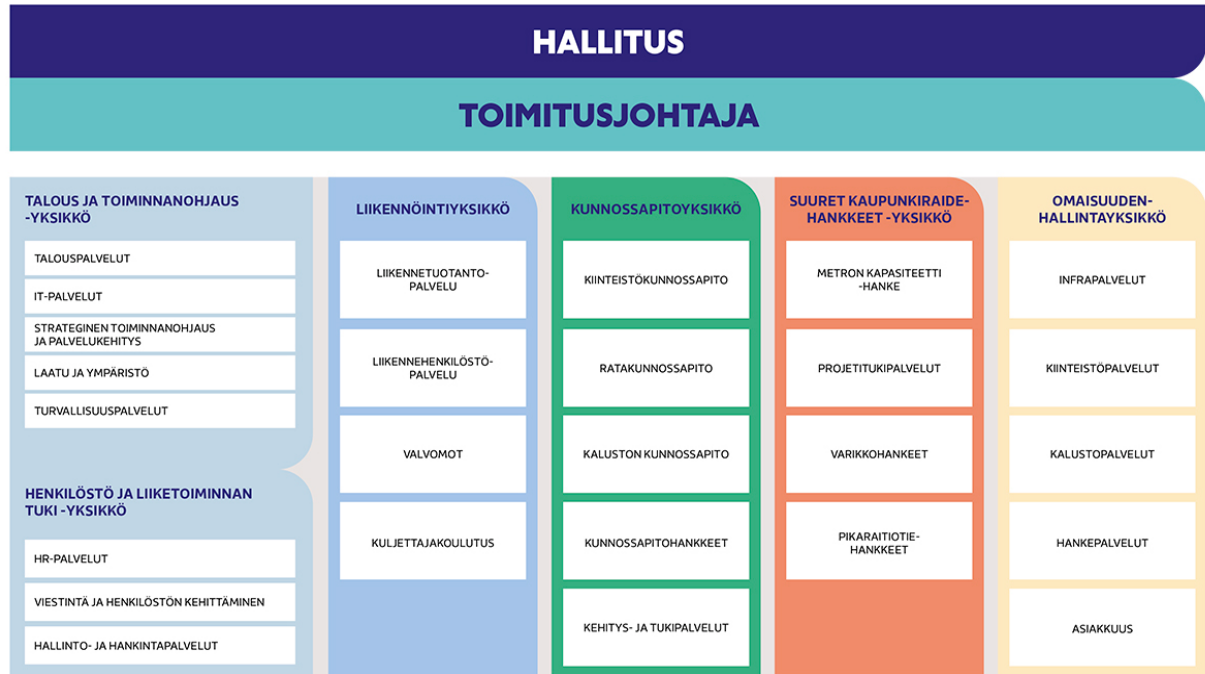 HALLITUS
TOIMITUSJOHTAJA
TALOUS JA TOIMINNANOHJAUS
-YKSIKKÖ
TALOUSPALVELUT
IT-PALVELUT
STRATEGINEN TOIMINNANOHJAUS
JA PALVELUKEHITYS
LAATU JA YMPÄRISTÖ
TURVALLISUUSPALVELUT
HENKILÖSTÖ JA LIIKETOIMINNAN
TUKI -YKSIKKÖ
HR-PALVELUT
VIESTINTÄ JA HENKILÖSTÖN KEHITTÄMINEN
HALLINTO- JA HANKINTAPALVELUT
LIIKENNÖINTIYKSIKKÖ
LIIKENNETUOTANTO-
PALVELU
LIIKENNEHENKILÖSTÖ-
PALVELU
VALVOMOT
KULJETTAJAKOULUTUS
KUNNOSSAPITOYKSIKKÖ
KIINTEISTÖKUNNOSSAPITO
RATAKUNNOSSAPITO
KALUSTON KUNNOSSAPITO
KUNNOSSAPITOHANKKEET
KEHITYS- JA TUKIPALVELUT
SUURET KAUPUNKIRAIDE-
HANKKEET -YKSIKKÖ
METRON KAPASITEETTI
-HANKE
PROJETITUKIPALVELUT
VARIKKOHANKEET
PIKARAITIOTIE-
HANKKEET
OMAISUUDEN-
HALLINTAYKSIKKÖ
INFRAPALVELUT
KIINTEISTÖPALVELUT
KALUSTOPALVELUT
HANKEPALVELUT
ASIAKKUUS